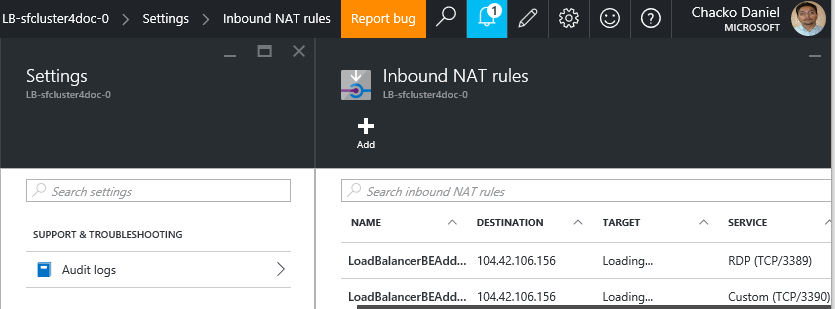 LB-sfcluster4doc-0 > Settings > Inbound NAT rules Report bug 1 Chacko Daniel
MICROSOFT
Settings
LB-sfcluster4doc-0
Inbound NAT rules
LB-sfcluster4doc-0
Add
Search settings
SUPPORT & TROUBLESHOOTING
Audit logs
Search inbound NAT rules
NAME DESTINATION TARGET SERVICE
LoadBalancerBEAdd... 104.42.106.156 Loading... RDP (TCP/3389)
LoadBalancerBEAdd... 104.42.106.156 Loading... Custom (TCP/3390)